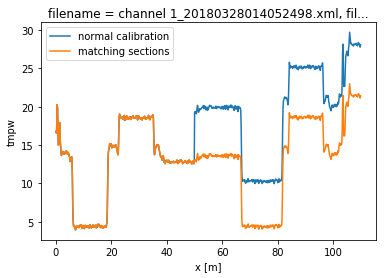 filename = channel 1_20180328014052498.xml, fil...
normal calibration
matching sections
tmpw
30
25
20
15
10
5
0
20
40
60
80
100
x [m]